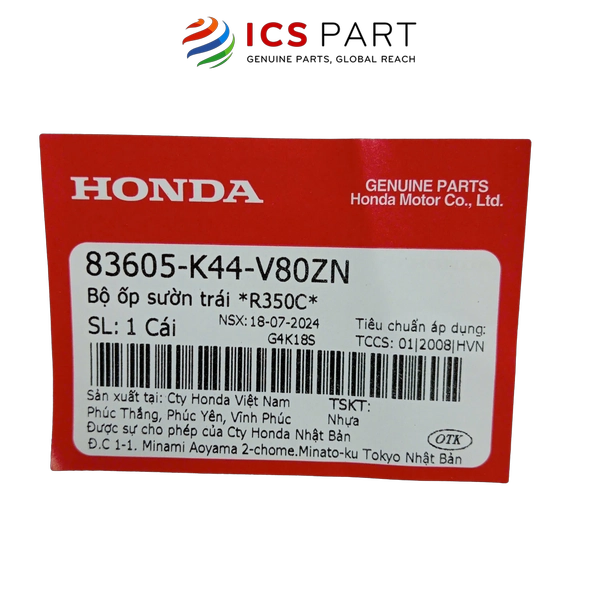 ICS PART
GENUINE PARTS, GLOBAL REACH
HONDA
GENUINE PARTS
Honda Motor Co., Ltd.
83605-K44-V80ZN
Bộ ốp sườn trái *R350C*
SL: 1 Cái
NSX: 18-07-2024
G4K18S
Tiêu chuẩn áp dụng:
TCCS: 01|2008|HVN
Sản xuất tại: Cty Honda Việt Nam
Phúc Thắng, Phúc Yên, Vĩnh Phúc
TSKT:
Nhựa
Được sự cho phép của Cty Honda Nhật Bản
Đ.C 1-1. Minami Aoyama 2-chome.Minato-ku Tokyo Nhật Bản
OTK